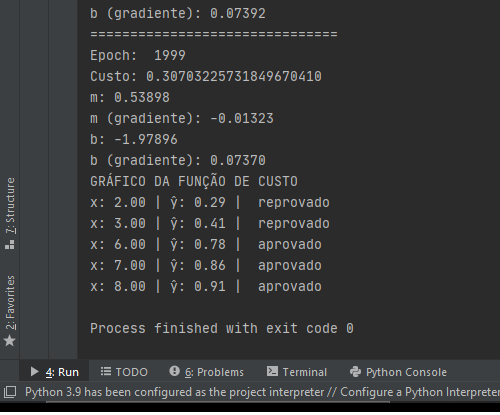 b (gradiente): 0.07392
==============================
Epoch:  1999
Custo: 0.30703225731849670410
m: 0.53898
m (gradiente): -0.01323
b: -1.97896
b (gradiente): 0.07370
GRÁFICO DA FUNÇÃO DE CUSTO
x: 2.00 | ŷ: 0.29 |  reprovado
x: 3.00 | ŷ: 0.41 |  reprovado
x: 6.00 | ŷ: 0.78 |  aprovado
x: 7.00 | ŷ: 0.86 |  aprovado
x: 8.00 | ŷ: 0.91 |  aprovado
Process finished with exit code 0
7: Structure
2: Favorites
4: Run TODO 6: Problems Terminal Python Console
Python 3.9 has been configured as the project interpreter // Configure a Python Interpreter